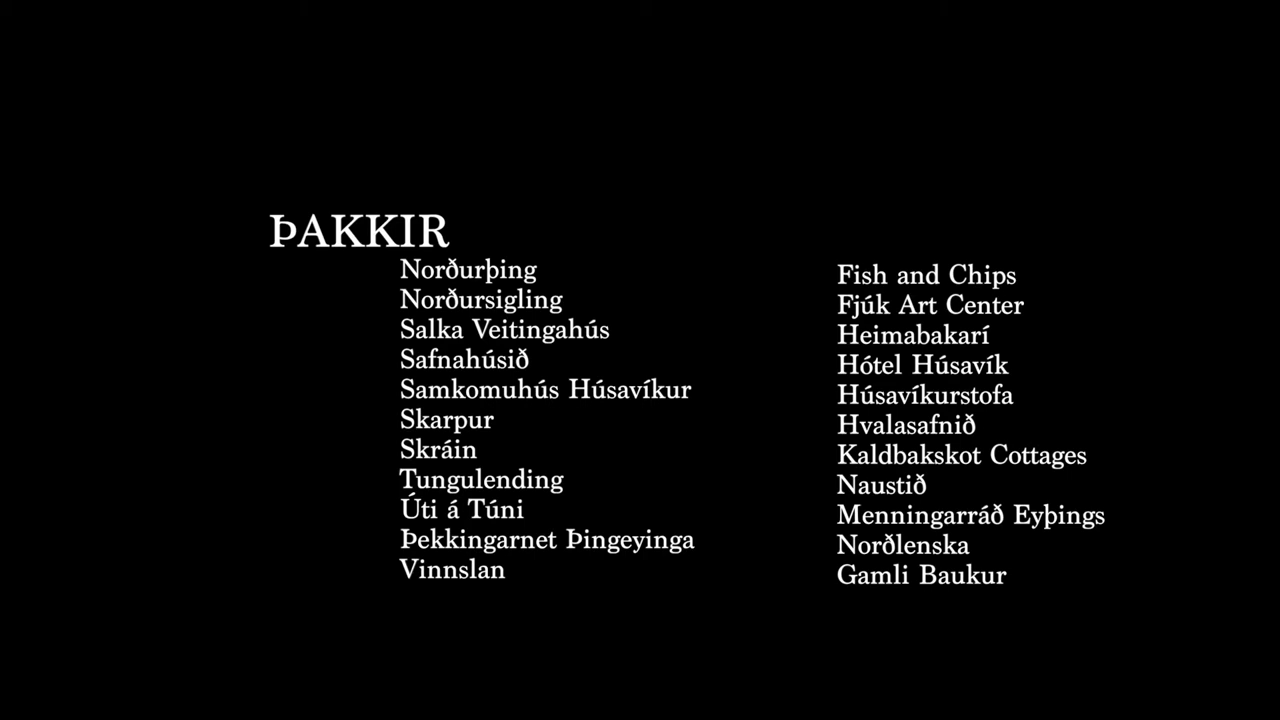 ÞAKKIR
Norðurþing
Norðursigling
Salka Veitingahús
Safnahúsið
Samkomuhús Húsavíkur
Skarpur
Skráin
Tungulending
Úti á Túni
Þekkingarnet Þingeyinga
Vinnslan
Fish and Chips
Fjúk Art Center
Heimabakarí
Hótel Húsavík
Húsavíkurstofa
Hvalasafnið
Kaldbakskot Cottages
Naustið
Menningarráð Eyþings
Norðlenska
Gamli Baukur